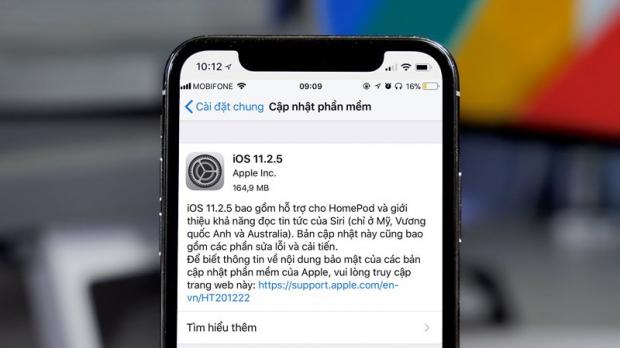 10:12
MOBIFONE 09:09 16%
Cài đặt chung Cập nhật phần mềm
iOS 11.2.5
Apple Inc.
164,9 MB
iOS 11.2.5 bao gồm hỗ trợ cho HomePod và giới
thiệu khả năng đọc tin tức của Siri (chỉ ở Mỹ, Vương
quốc Anh và Australia). Bản cập nhật này cũng bao
gồm các phần sửa lỗi và cải tiến.
Để biết thông tin về nội dung bảo mật của các bản
cập nhật phần mềm của Apple, vui lòng truy cập
trang web này: https://support.apple.com/en-
vn/HT201222
Tìm hiểu thêm